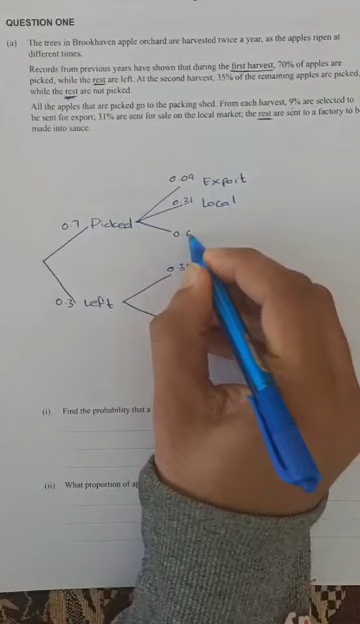 QUESTION ONE
(a) The trees in Brookhaven apple orchard are harvested twice a year, as the apples ripen at
different times.
Records from previous years have shown that during the first harvest, 70% of apples are
picked, while the rest are left. At the second harvest, 35% of the remaining apples are picked,
while the rest are not picked.
All the apples that are picked go to the packing shed. From each harvest, 9% are selected to
be sent for export; 31% are sent for sale on the local market; the rest are sent to a factory to b
made into sauce.
0.09 Export
0.31 Local
0.7 Picked
0.3 Left
(i) Find the probability that a
(ii) What proportion of